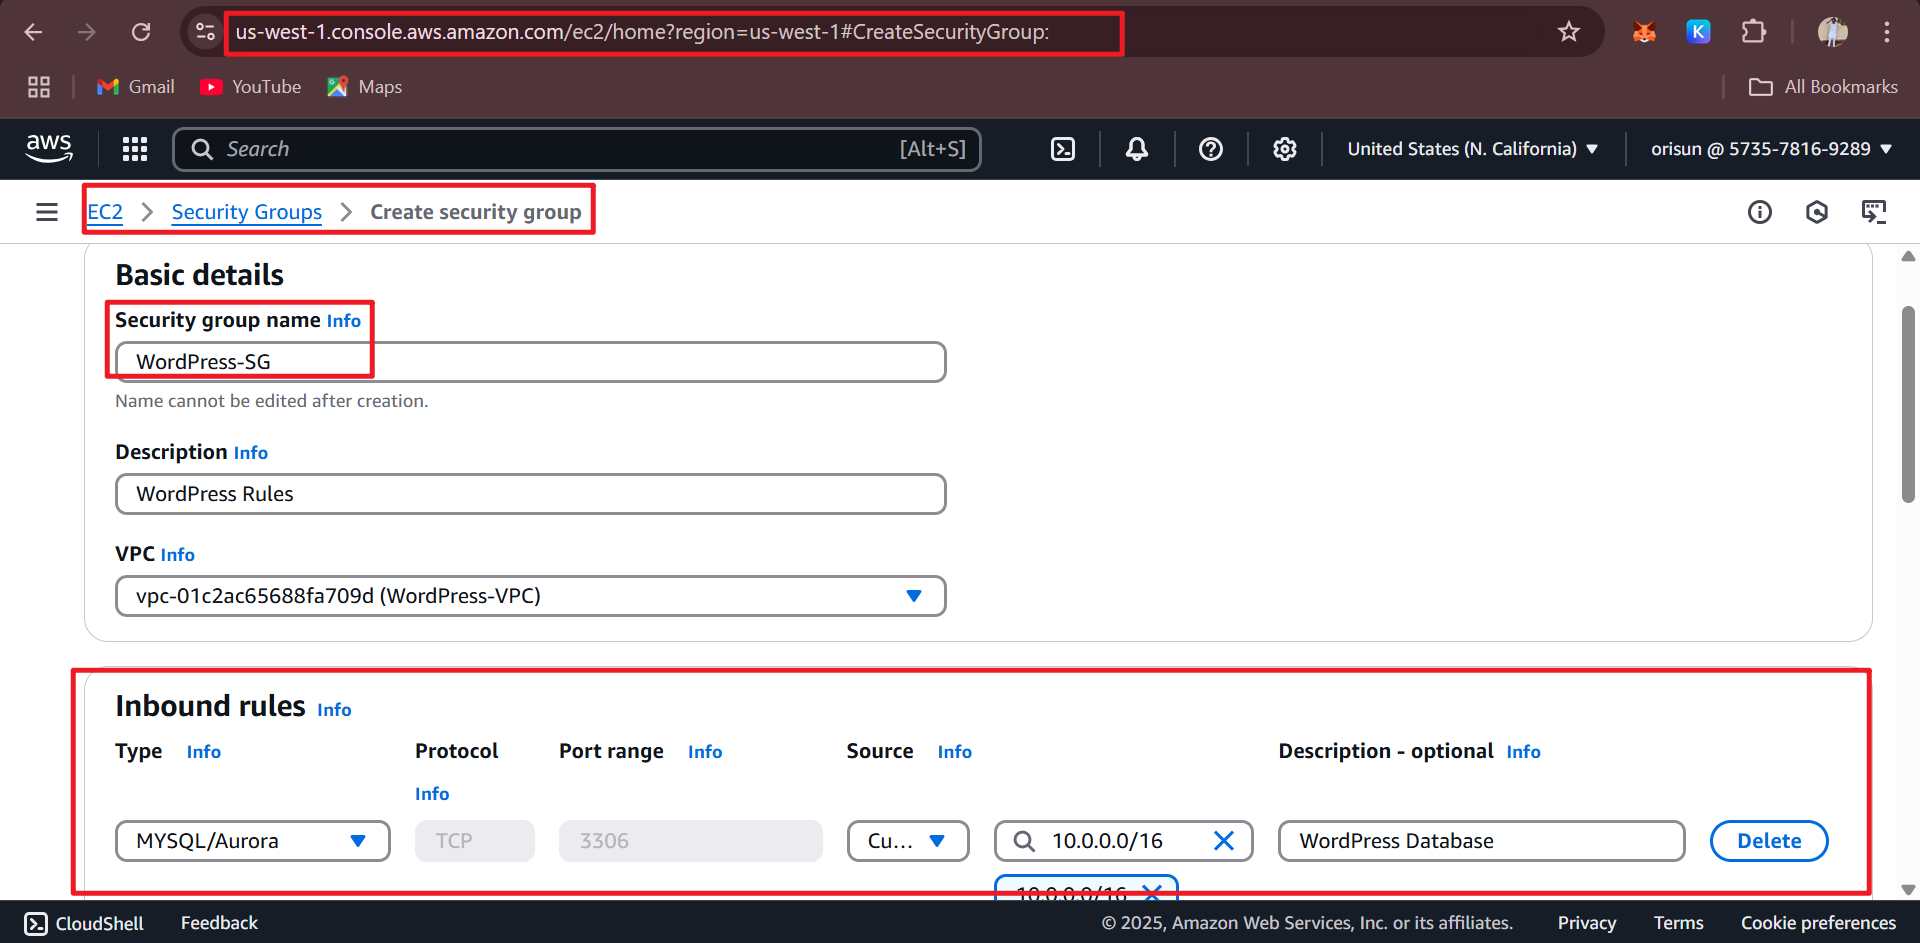 us-west-1.console.aws.amazon.com/ec2/home?region=us-west-1#CreateSecurityGroup:
K
Gmail YouTube Maps All Bookmarks
aws Search [Alt+S] United States (N. California) orisun @ 5735-7816-9289
EC2 Security Groups Create security group
Basic details
Security group name Info
WordPress-SG
Name cannot be edited after creation.
Description Info
WordPress Rules
VPC Info
vpc-01c2ac65688fa709d (WordPress-VPC)
Inbound rules Info
Type Info Protocol Info Port range Info Source Info Description - optional Info
MYSQL/Aurora TCP 3306 Cu... 10.0.0.0/16 WordPress Database Delete
10.0.0.0/16
CloudShell Feedback © 2025, Amazon Web Services, Inc. or its affiliates. Privacy Terms Cookie preferences